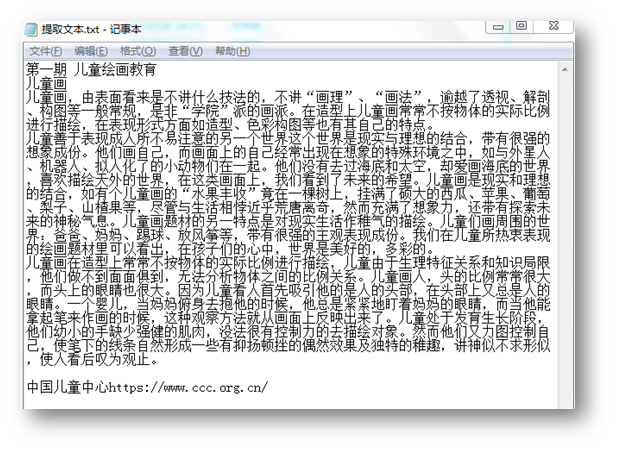 提取文本.txt - 记事本
文件(F) 编辑(E) 格式(O) 查看(V) 帮助(H)
第一期 儿童绘画教育
儿童画
儿童画，由表面看来是不讲什么技法的，不讲“画理”、“画法”，逾越了透视、解剖
、构图等一般常规，是非“学院”派的画派。在造型上儿童画常常不按物体的实际比例
进行描绘，在表现形式方面如造型、色彩构图等也有其自己的特点。
儿童善于表现成人所不易注意的另一个世界这个世界是现实与理想的结合，带有很强的
想象成份。他们画自己，而画面上的自己经常出现在想象的特殊环境之中，如与外星人
、机器人、拟人化了的小动物们在一起。他们没有去过海底和太空，却爱画海底的世界
，喜欢描绘天外的世界，在这类画面上，我们看到了未来的希望。儿童画是现实和理想
的结合，如有个儿童画的“水果丰收”竟在一棵树上，挂满了硕大的西瓜、苹果、葡萄
、梨子、山楂果等，尽管与生活相悖近乎荒唐离奇，然而充满了想象力，还带有探索未
来的神秘气息。儿童画题材的另一特点是对现实生活作稚气的描绘。儿童们画周围的世
界，爸爸、妈妈、踢球、放风筝等，带有很强的主观表现成份。我们在儿童所热衷表现
的绘画题材里可以看出，在孩子们的心中，世界是美好的，多彩的。
儿童画在造型上常常不按物体的实际比例进行描绘。儿童由于生理特征关系和知识局限
，他们做不到面面俱到，无法分析物体之间的比例关系。儿童画人，头的比例常常很大
，而头上的眼睛也很大。因为儿童看人首先吸引他的是人的头部，在头部上又总是人的
眼睛。一个婴儿，当妈妈俯身去抱他的时候，他总是紧紧地盯着妈妈的眼睛，而当他能
拿起笔来作画的时候，这种观察方法就从画面上反映出来了。儿童处于发育生长阶段，
他们幼小的手缺少强健的肌肉，没法很有控制力的去描绘对象。然而他们又力图控制自
己，使笔下的线条自然形成一些有抑扬顿挫的偶然效果及独特的稚趣，讲神似不求形似
，使人看后叹为观止。
中国儿童中心https://www.ccc.org.cn/